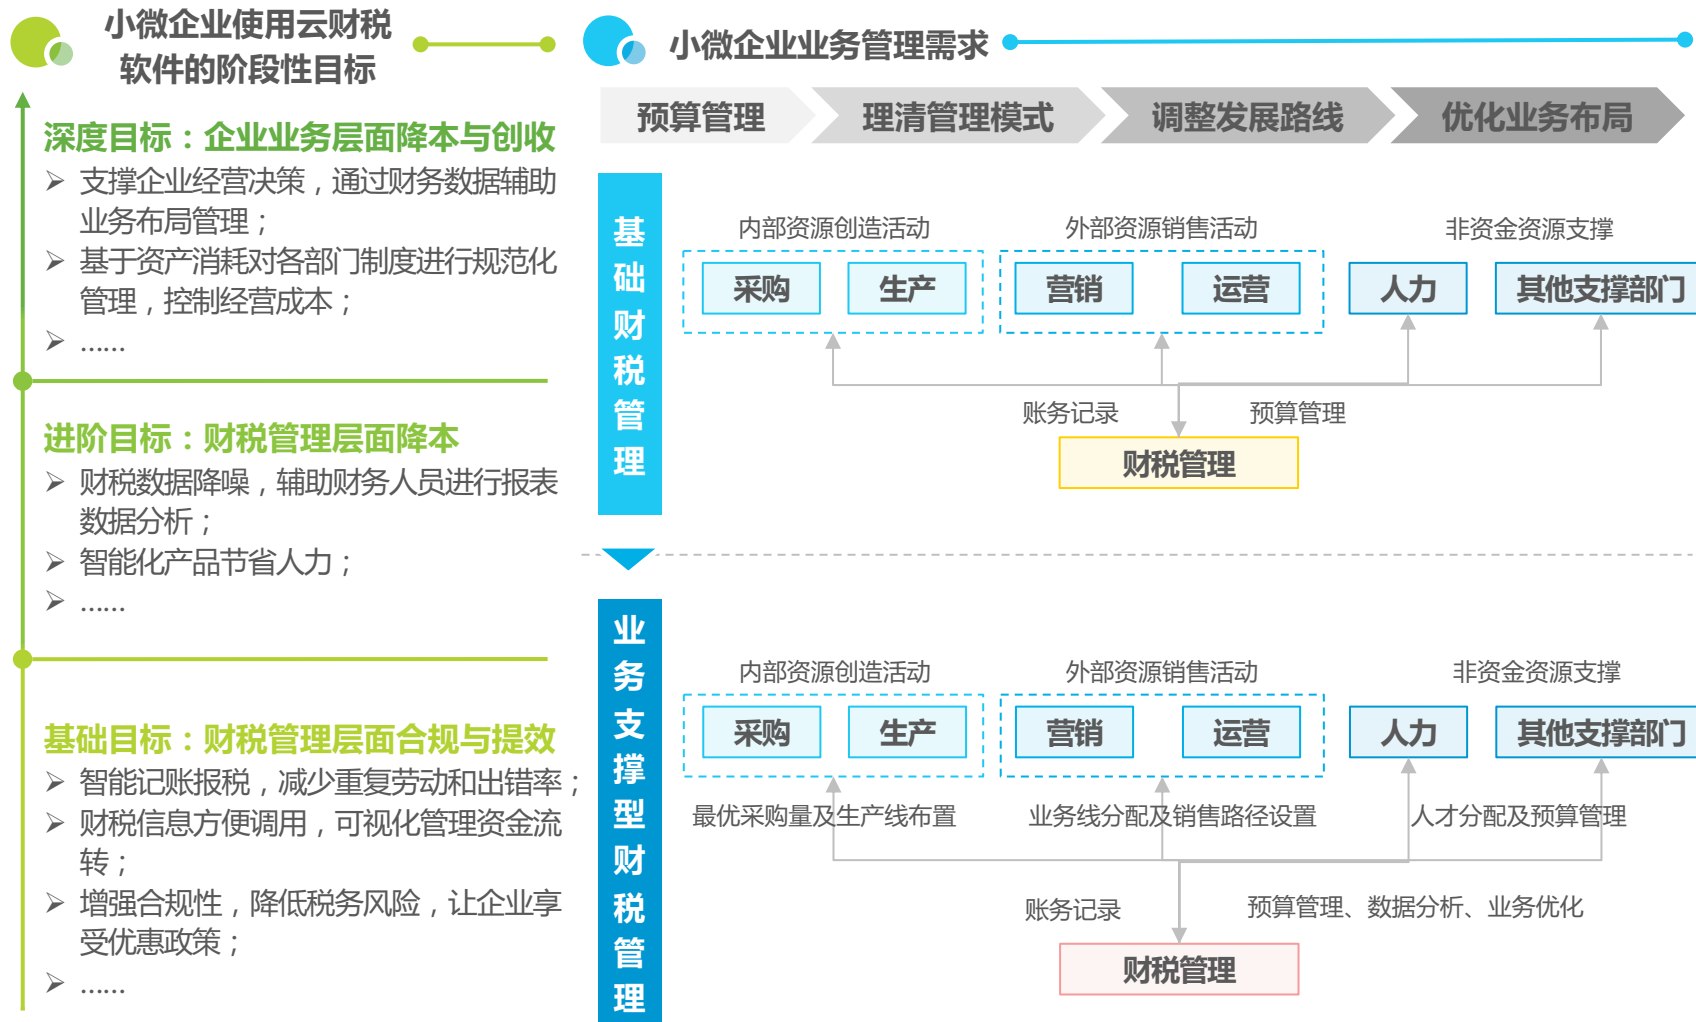 小微企业使用云财税
软件的阶段性目标
深度目标：企业业务层面降本与创收
➢ 支撑企业经营决策，通过财务数据辅助
业务布局管理；
➢ 基于资产消耗对各部门制度进行规范化
管理，控制经营成本；
➢ ……
进阶目标：财税管理层面降本
➢ 财税数据降噪，辅助财务人员进行报表
数据分析；
➢ 智能化产品节省人力；
➢ ……
基础目标：财税管理层面合规与提效
➢ 智能记账报税，减少重复劳动和出错率；
➢ 财税信息方便调用，可视化管理资金流
转；
➢ 增强合规性，降低税务风险，让企业享
受优惠政策；
➢ ……
小微企业业务管理需求
预算管理 理清管理模式 调整发展路线 优化业务布局
基础财税管理
内部资源创造活动 外部资源销售活动 非资金资源支撑
采购 生产 营销 运营 人力 其他支撑部门
账务记录 预算管理
财税管理
业务支撑型财税管理
内部资源创造活动 外部资源销售活动 非资金资源支撑
采购 生产 营销 运营 人力 其他支撑部门
最优采购量及生产线布置 业务线分配及销售路径设置 人才分配及预算管理
账务记录 预算管理、数据分析、业务优化
财税管理